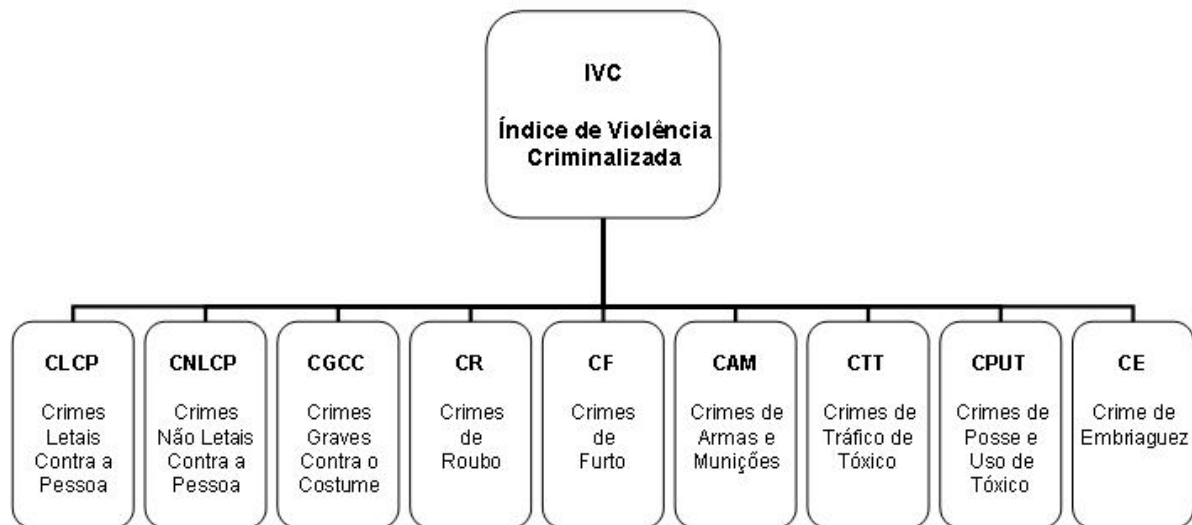 IVC
Índice de Violência
Criminalizada
CLCP
Crimes
Letais
Contra a
Pessoa
CNLCP
Crimes
Não Letais
Contra a
Pessoa
CGCC
Crimes
Graves
Contra o
Costume
CR
Crimes
de
Roubo
CF
Crimes
de
Furto
CAM
Crimes de
Armas e
Munições
CTT
Crimes de
Tráfico de
Tóxico
CPUT
Crimes de
Posse e
Uso de
Tóxico
CE
Crime de
Embriaguez